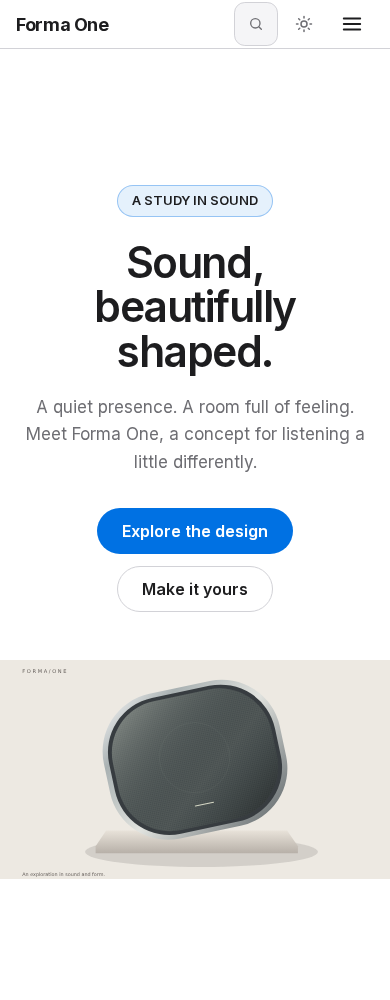 Forma One
A STUDY IN SOUND
Sound,
beautifully
shaped.
A quiet presence. A room full of feeling.
Meet Forma One, a concept for listening a
little differently.
Explore the design
Make it yours
FORMA/ONE
An exploration in sound and form.